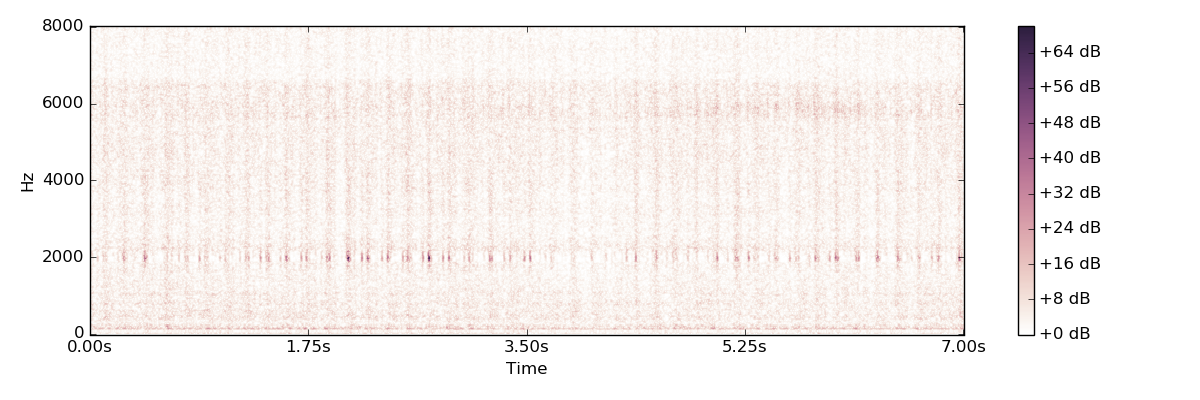 8000
6000
4000
2000
0
Hz
0.00s
1.75s
3.50s
5.25s
7.00s
Time
+64 dB
+56 dB
+48 dB
+40 dB
+32 dB
+24 dB
+16 dB
+8 dB
+0 dB